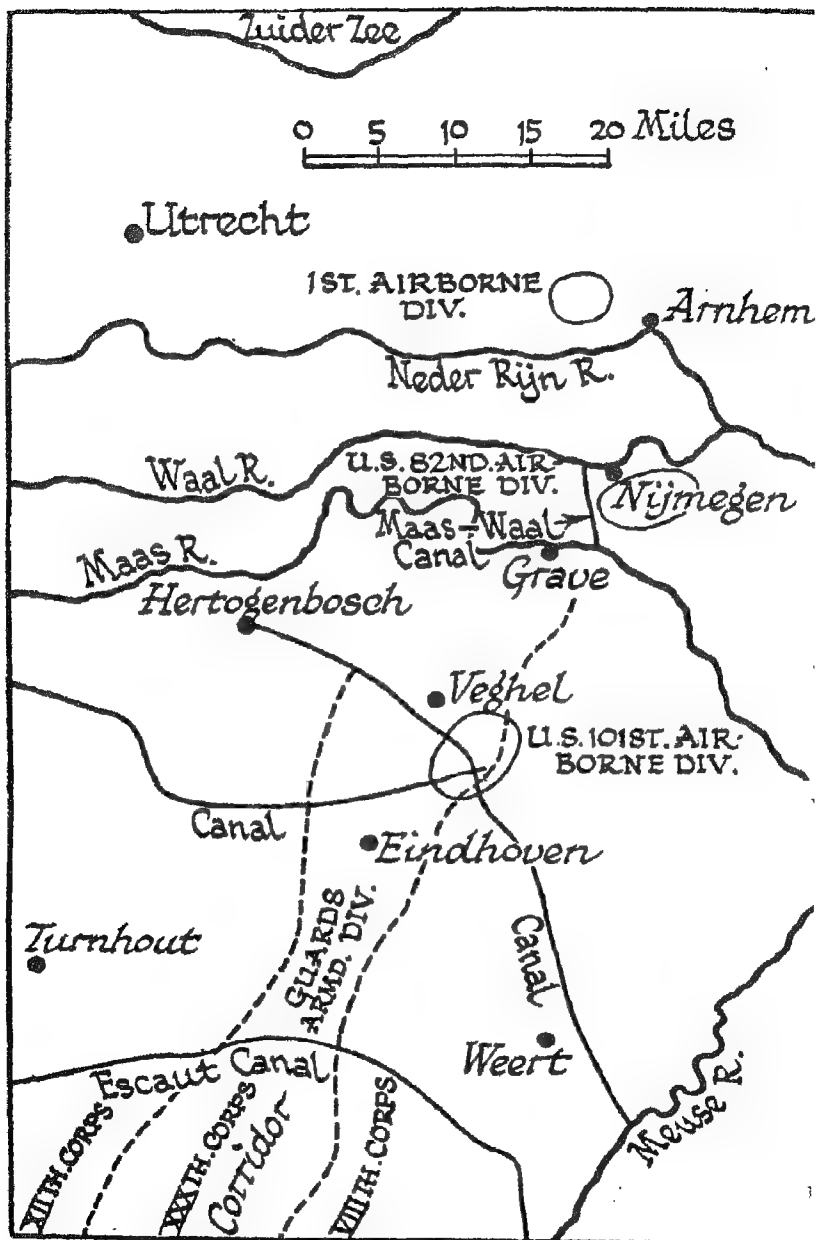 Zuider Zee
0 5 10 15 20 Miles
Utrecht
1ST. AIRBORNE
DIV.
Arnhem
Neder Rijn R.
Waal R.
U.S. 82ND. AIR-
BORNE DIV.
Nijmegen
Maas-Waal
Canal
Maas R.
Grave
Hertogenbosch
Veghel
U.S. 101ST. AIR-
BORNE DIV.
Canal
Eindhoven
GUARDS
ARMD. DIV.
Turnhout
Canal
Weert
Escaut Canal
Meuse R.
XIITH. CORPS
XXXTH. CORPS
Corridor
VIIITH. CORPS